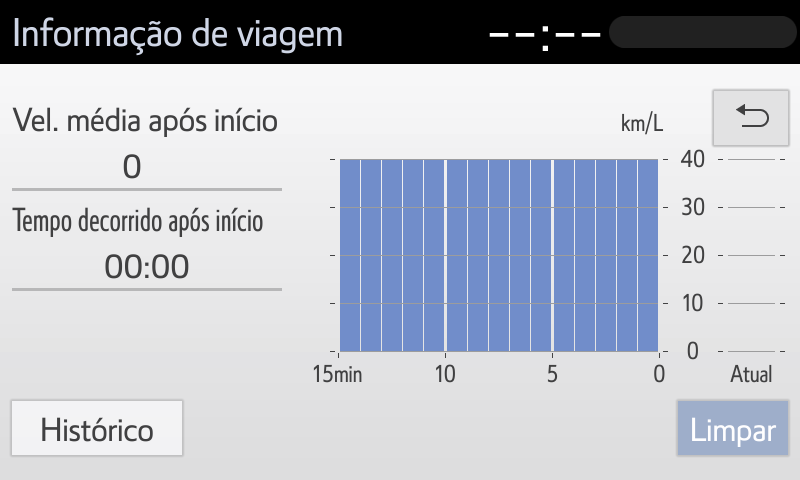 Informação de viagem --:--
Vel. média após início
0
Tempo decorrido após início
00:00
km/L
40
30
20
10
0
15min 10 5 0 Atual
Histórico
Limpar